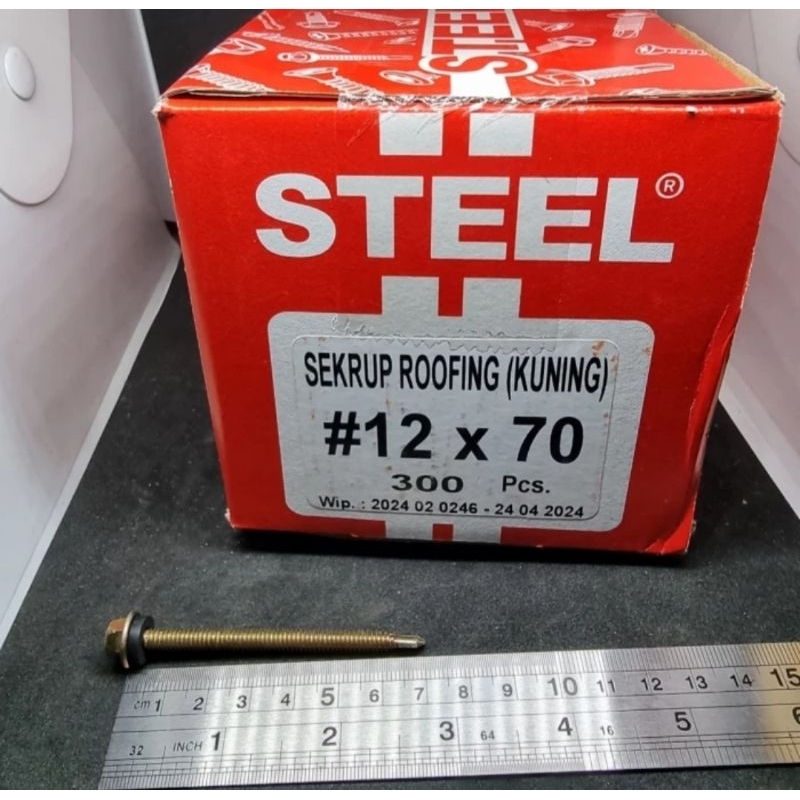 STEEL
STEEL®
SEKRUP ROOFING (KUNING)
#12 x 70
300 Pcs.
Wip. : 2024 02 0246 - 24 04 2024
cm 1 2 3 4 5 6 7 8 9 10 11 12 13 14 15
32 INCH 1 2 3 64 4 16 5 6